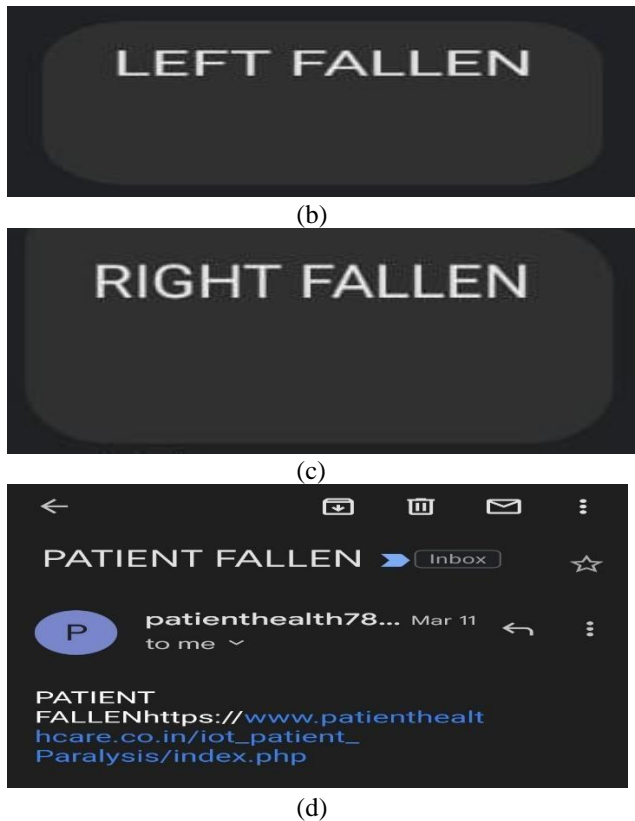 LEFT FALLEN
(b)
RIGHT FALLEN
(c)
PATIENT FALLEN Inbox
P
patienthealth78... Mar 11
to me
PATIENT
FALLENhttps://www.patienthealt
hcare.co.in/iot_patient_
Paralysis/index.php
(d)